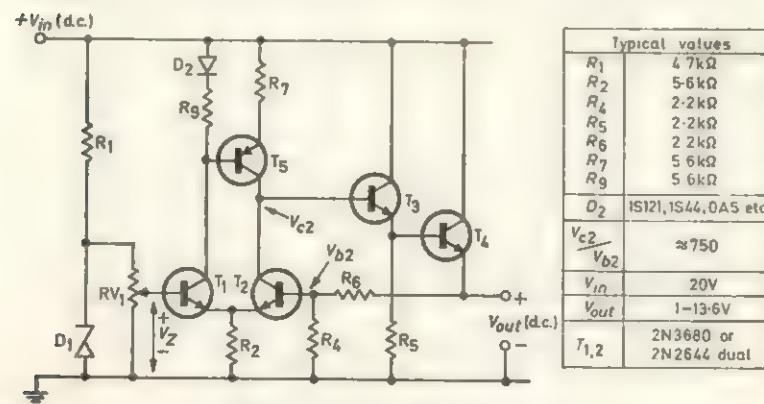 +Vin (d.c.)
D2
R7
R9
R1
T5
T3
T4
Vc2
Vb2
RV1
T1
T2
R6
+
+
VZ
−
D1
R2
R4
R5
Vout (d.c.)
−
Typical values
R1 4·7kΩ
R2 5·6kΩ
R4 2·2kΩ
R5 2·2kΩ
R6 2·2kΩ
R7 5·6kΩ
R9 5·6kΩ
D2 IS121, IS44, OA5 etc
Vc2/Vb2 ≈750
Vin 20V
Vout 1–13·6V
T1,2 2N3680 or
2N2644 dual